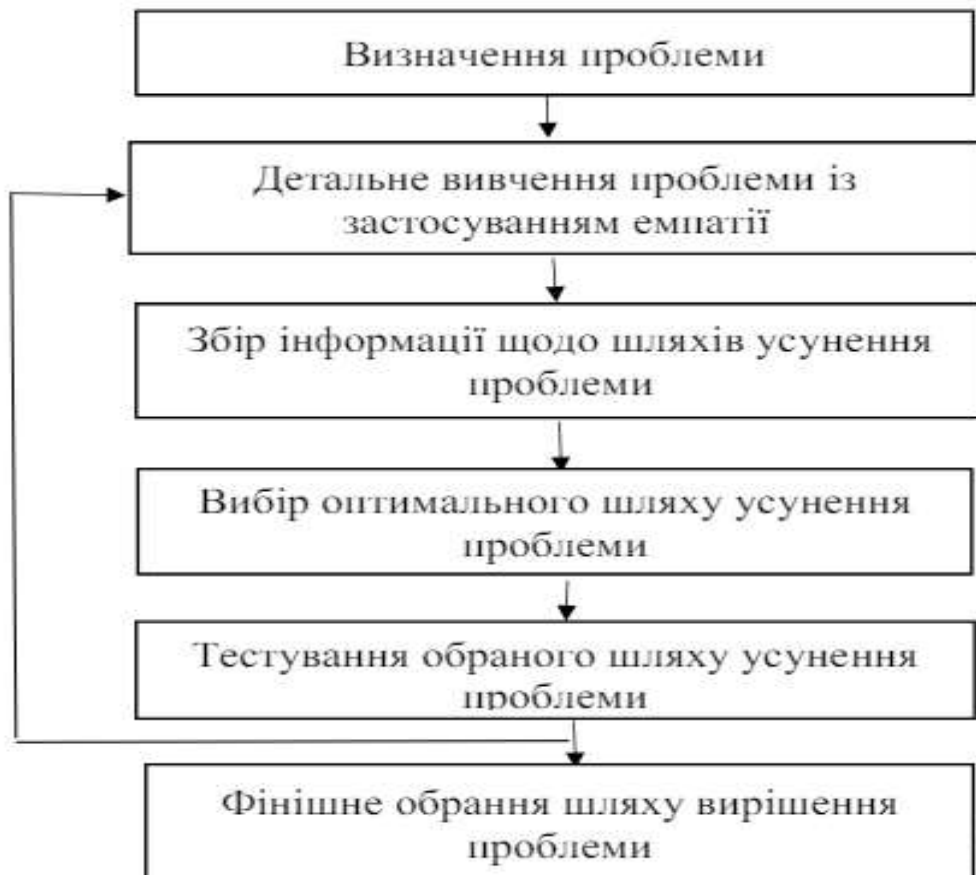 Визначення проблеми
Детальне вивчення проблеми із
застосуванням емпатії
Збір інформації щодо шляхів усунення
проблеми
Вибір оптимального шляху усунення
проблеми
Тестування обраного шляху усунення
проблеми
Фінішне обрання шляху вирішення
проблеми